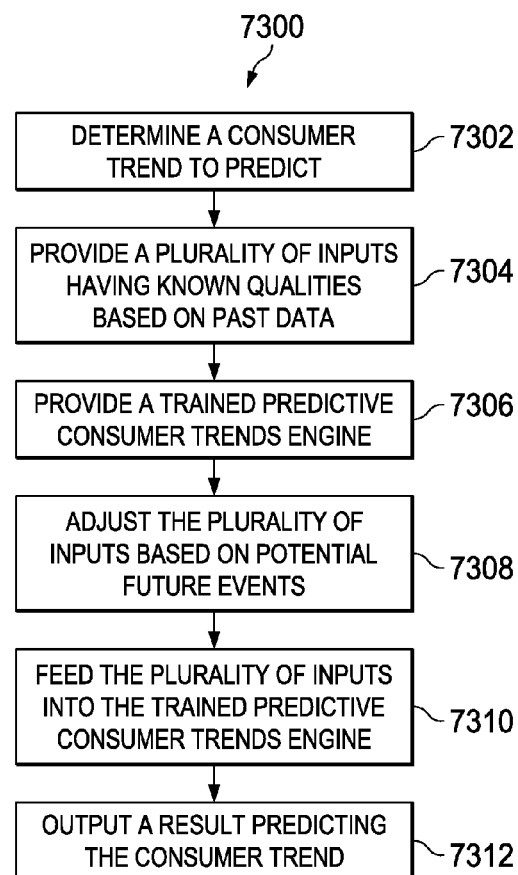 7300
DETERMINE A CONSUMER
TREND TO PREDICT
7302
PROVIDE A PLURALITY OF INPUTS
HAVING KNOWN QUALITIES
BASED ON PAST DATA
7304
PROVIDE A TRAINED PREDICTIVE
CONSUMER TRENDS ENGINE
7306
ADJUST THE PLURALITY OF
INPUTS BASED ON POTENTIAL
FUTURE EVENTS
7308
FEED THE PLURALITY OF INPUTS
INTO THE TRAINED PREDICTIVE
CONSUMER TRENDS ENGINE
7310
OUTPUT A RESULT PREDICTING
THE CONSUMER TREND
7312